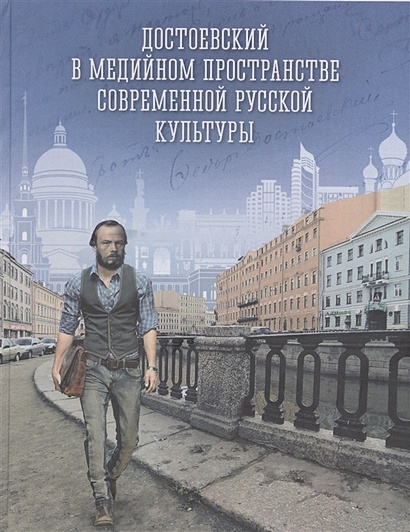 ДОСТОЕВСКИЙ
В МЕДИЙНОМ ПРОСТРАНСТВЕ
СОВРЕМЕННОЙ РУССКОЙ
КУЛЬТУРЫ